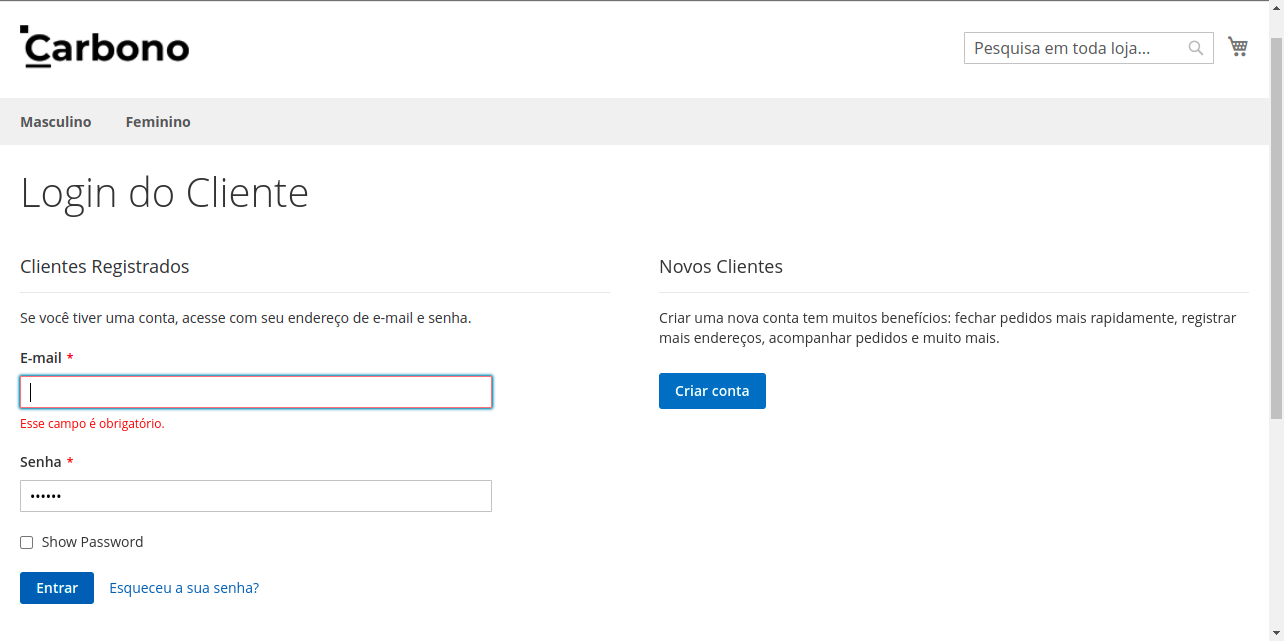 Carbono
Pesquisa em toda loja...
Masculino Feminino
Login do Cliente
Clientes Registrados
Se você tiver uma conta, acesse com seu endereço de e-mail e senha.
E-mail *
Esse campo é obrigatório.
Senha *
••••••
Show Password
Entrar Esqueceu a sua senha?
Novos Clientes
Criar uma nova conta tem muitos benefícios: fechar pedidos mais rapidamente, registrar
mais endereços, acompanhar pedidos e muito mais.
Criar conta